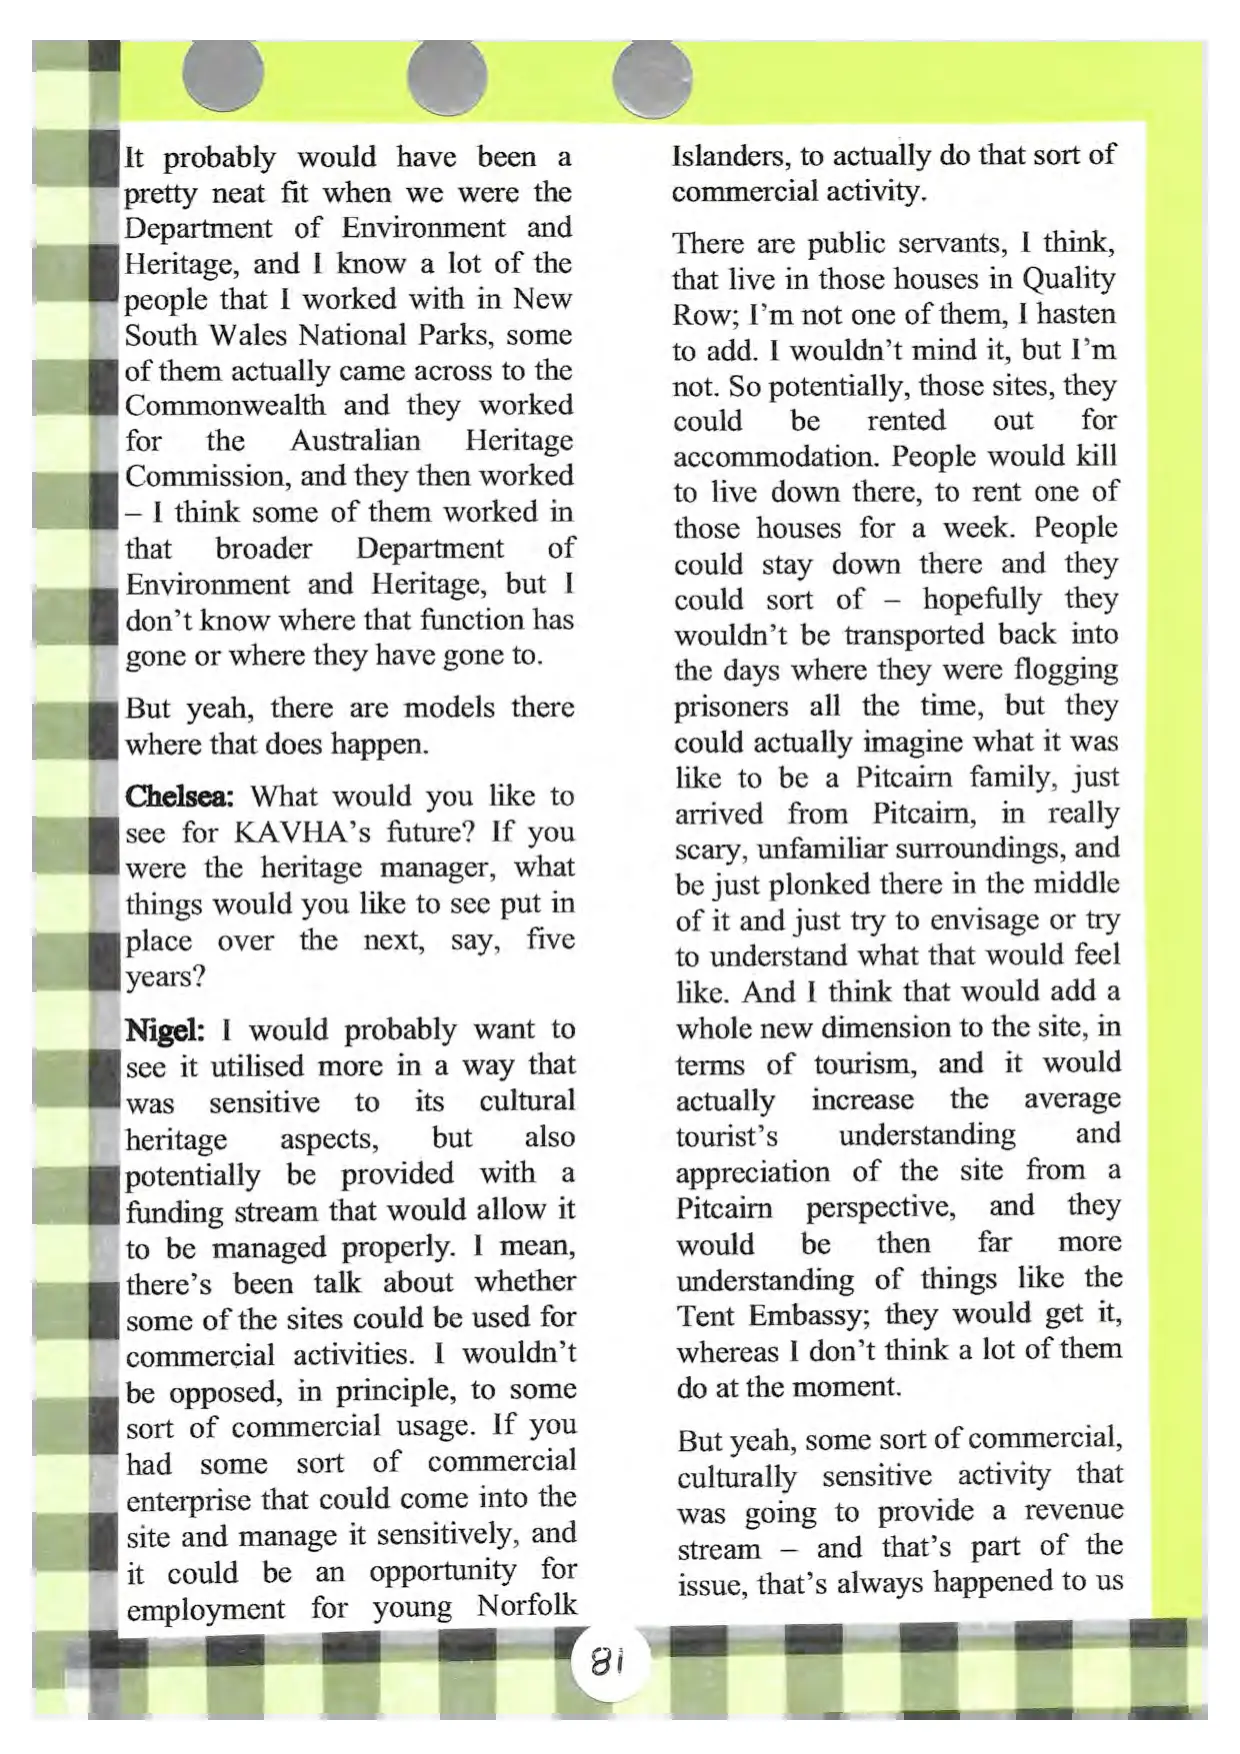 It probably would have been a
pretty neat fit when we were the
Department of Environment and
Heritage, and I know a lot of the
people that I worked with in New
South Wales National Parks, some
of them actually came across to the
Commonwealth and they worked
for the Australian Heritage
Commission, and they then worked
– I think some of them worked in
that broader Department of
Environment and Heritage, but I
don't know where that function has
gone or where they have gone to.
But yeah, there are models there
where that does happen.
Chelsea: What would you like to
see for KAVHA's future? If you
were the heritage manager, what
things would you like to see put in
place over the next, say, five
years?
Nigel: I would probably want to
see it utilised more in a way that
was sensitive to its cultural
heritage aspects, but also
potentially be provided with a
funding stream that would allow it
to be managed properly. I mean,
there's been talk about whether
some of the sites could be used for
commercial activities. I wouldn't
be opposed, in principle, to some
sort of commercial usage. If you
had some sort of commercial
enterprise that could come into the
site and manage it sensitively, and
it could be an opportunity for
employment for young Norfolk
Islanders, to actually do that sort of
commercial activity.
There are public servants, I think,
that live in those houses in Quality
Row; I'm not one of them, I hasten
to add. I wouldn't mind it, but I'm
not. So potentially, those sites, they
could be rented out for
accommodation. People would kill
to live down there, to rent one of
those houses for a week. People
could stay down there and they
could sort of – hopefully they
wouldn't be transported back into
the days where they were flogging
prisoners all the time, but they
could actually imagine what it was
like to be a Pitcairn family, just
arrived from Pitcairn, in really
scary, unfamiliar surroundings, and
be just plonked there in the middle
of it and just try to envisage or try
to understand what that would feel
like. And I think that would add a
whole new dimension to the site, in
terms of tourism, and it would
actually increase the average
tourist's understanding and
appreciation of the site from a
Pitcairn perspective, and they
would be then far more
understanding of things like the
Tent Embassy; they would get it,
whereas I don't think a lot of them
do at the moment.
But yeah, some sort of commercial,
culturally sensitive activity that
was going to provide a revenue
stream – and that's part of the
issue, that's always happened to us
81